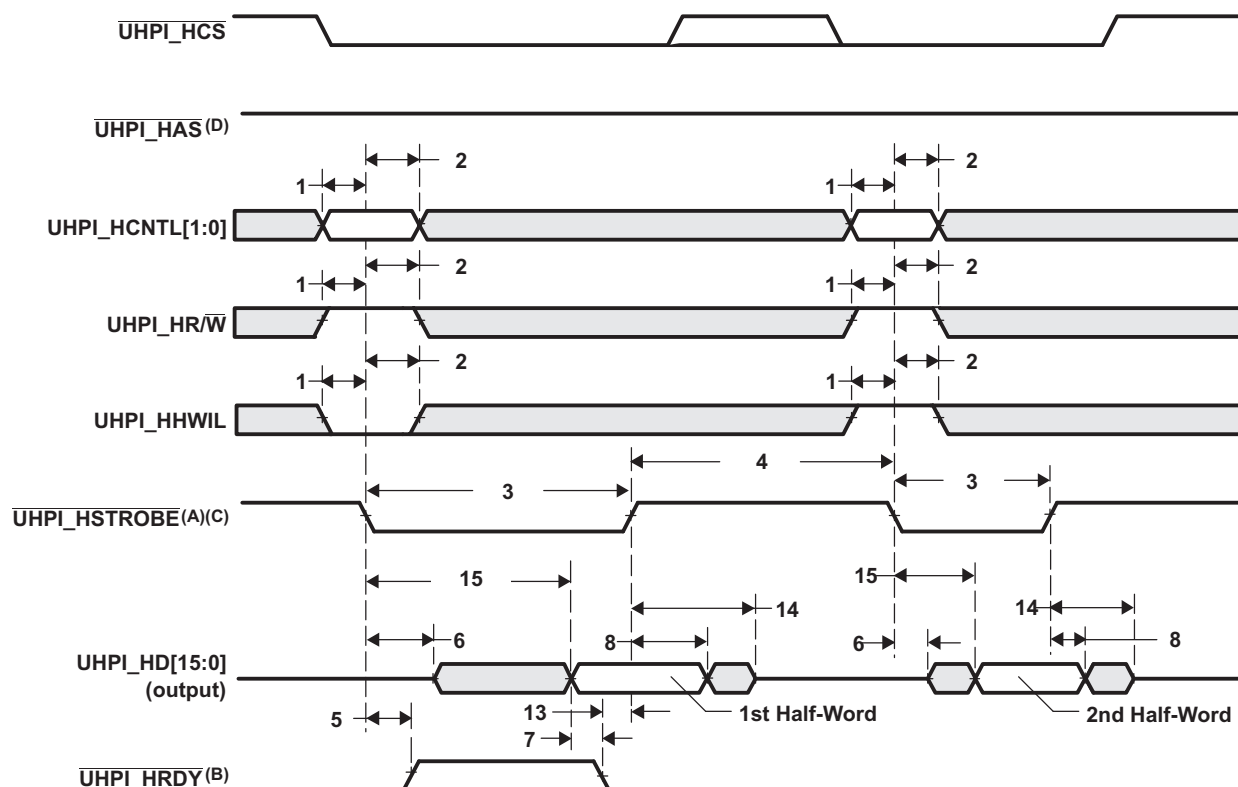 UHPI_HCS
UHPI_HAS(D)
2
2
1
1
UHPI_HCNTL[1:0]
2
2
1
1
UHPI_HR/W
2
2
1
1
UHPI_HHWIL
4
3
3
UHPI_HSTROBE(A)(C)
15
15
14
14
6
8
6
8
UHPI_HD[15:0]
(output)
13
1st Half-Word
2nd Half-Word
5
7
UHPI_HRDY(B)